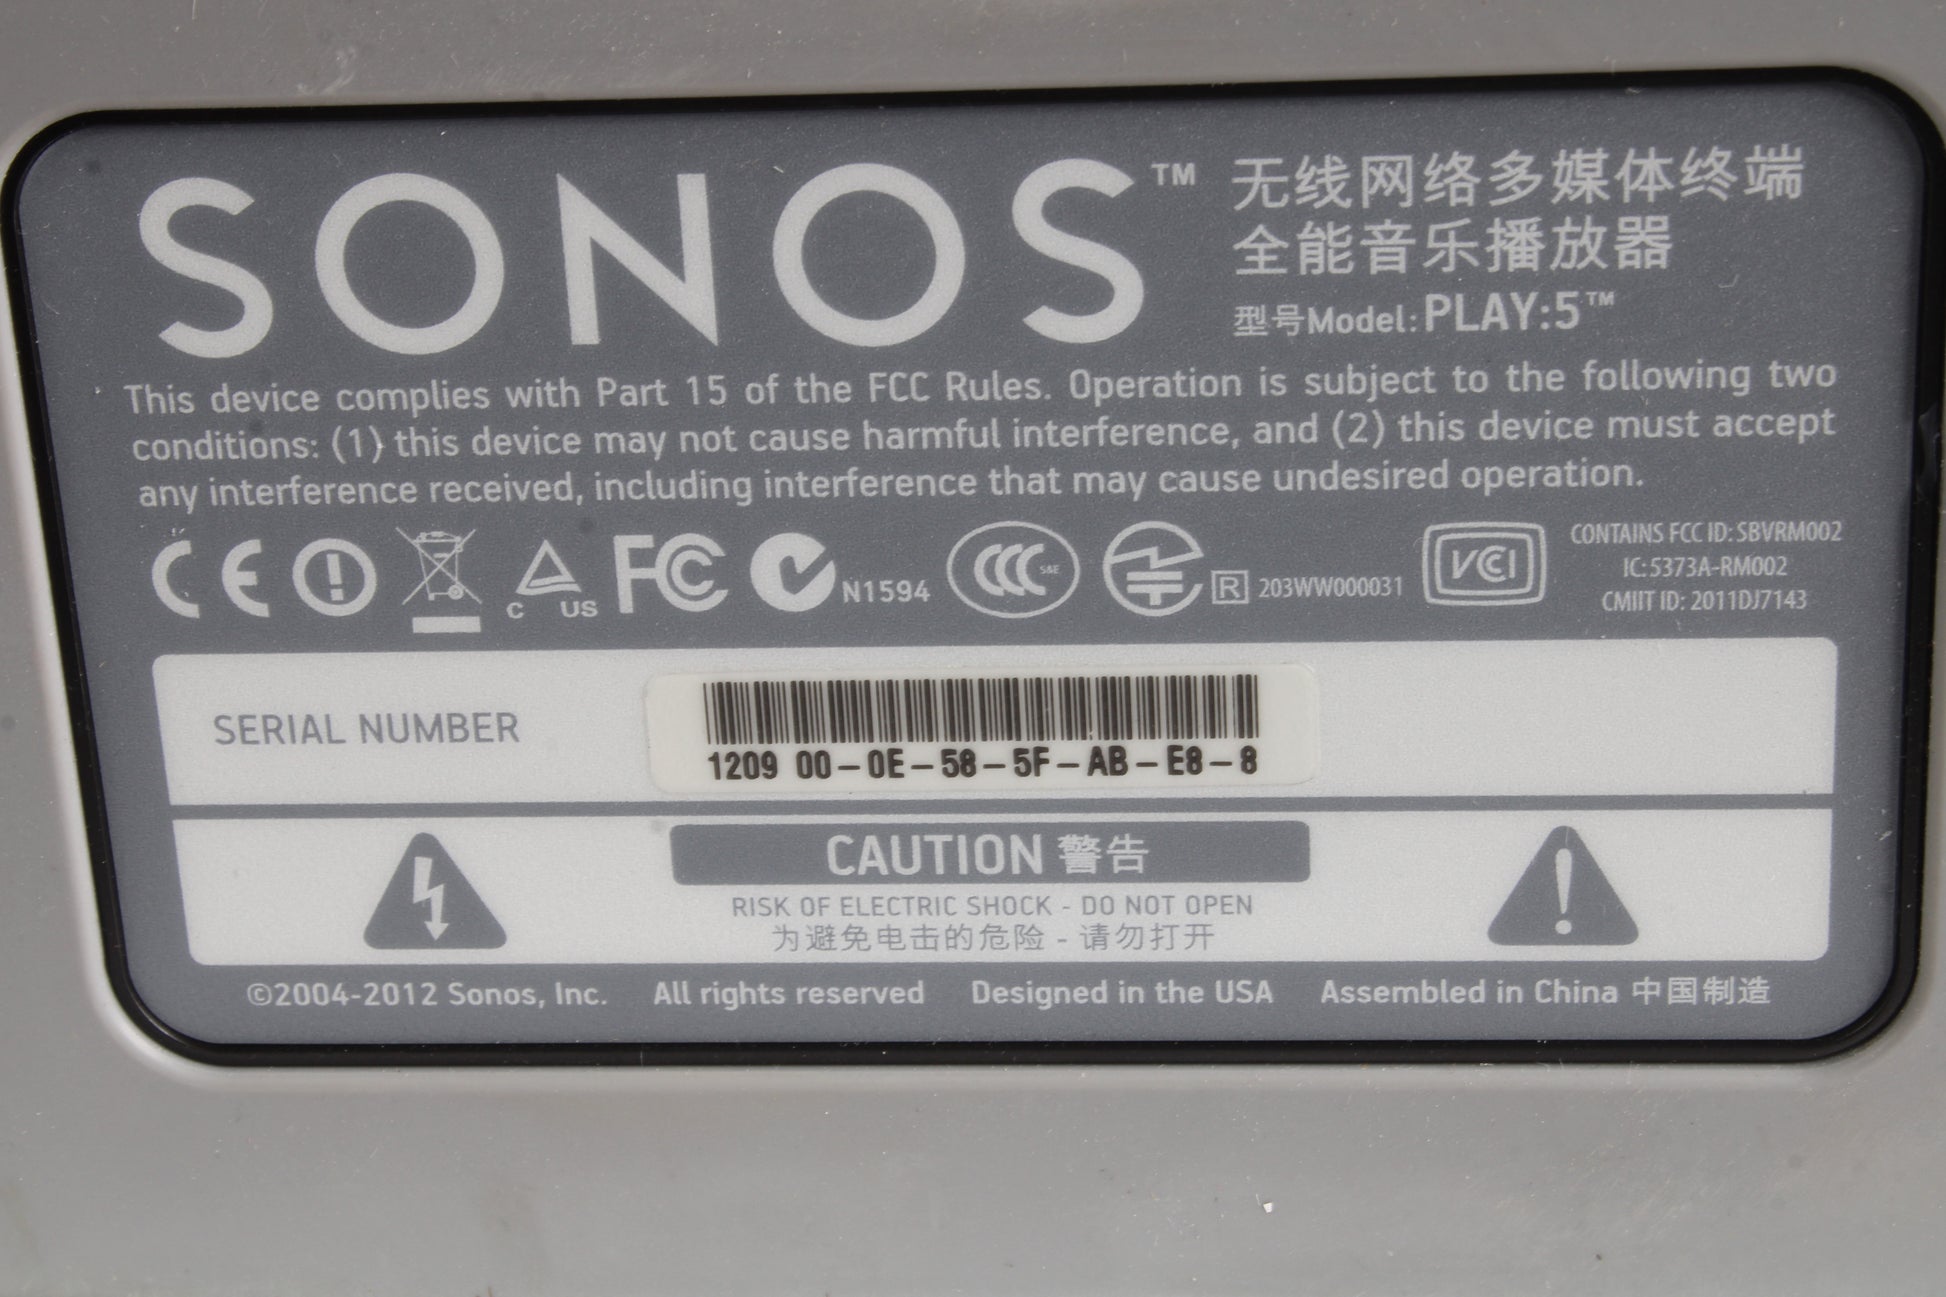 SONOS™
无线网络多媒体终端
全能音乐播放器
型号Model: PLAY:5™
This device complies with Part 15 of the FCC Rules. Operation is subject to the following two
conditions: (1) this device may not cause harmful interference, and (2) this device must accept
any interference received, including interference that may cause undesired operation.
CE C US FC N1594 CCC S&E R 203WW000031 VCCI
CONTAINS FCC ID: SBVRM002
IC: 5373A-RM002
CMIIT ID: 2011DJ7143
SERIAL NUMBER
1209 00-0E-58-5F-AB-E8-8
CAUTION 警告
RISK OF ELECTRIC SHOCK - DO NOT OPEN
为避免电击的危险 - 请勿打开
©2004-2012 Sonos, Inc. All rights reserved Designed in the USA Assembled in China 中国制造